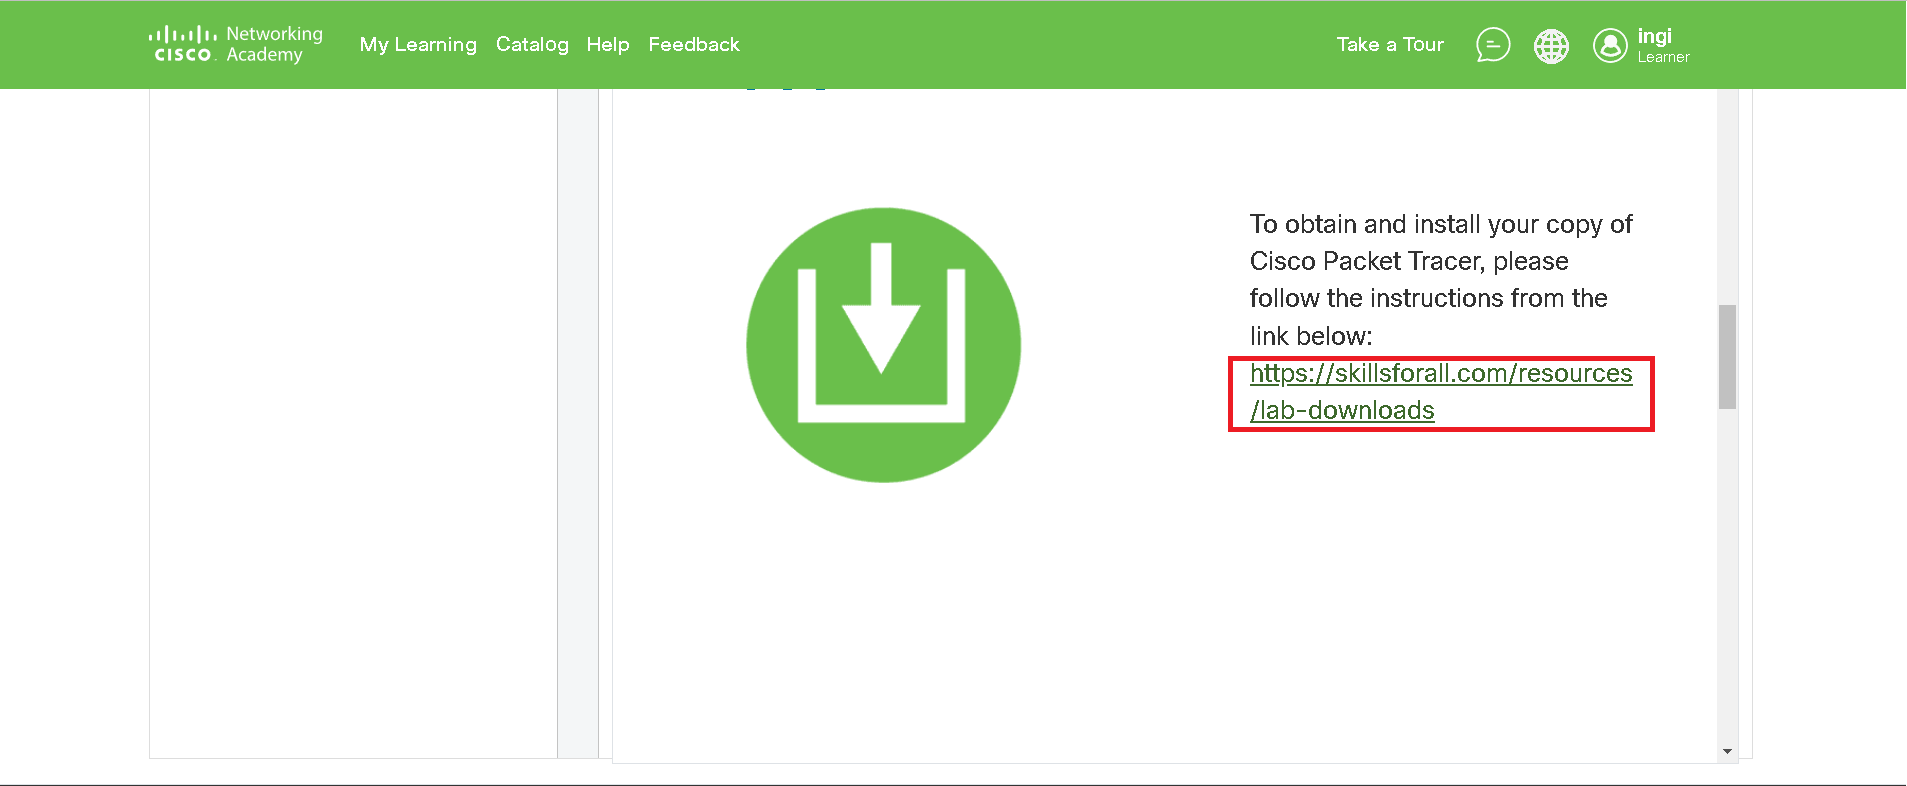 Networking
CISCO Academy
My Learning Catalog Help Feedback
Take a Tour
ingi
Learner
To obtain and install your copy of
Cisco Packet Tracer, please
follow the instructions from the
link below:
https://skillsforall.com/resources
/lab-downloads